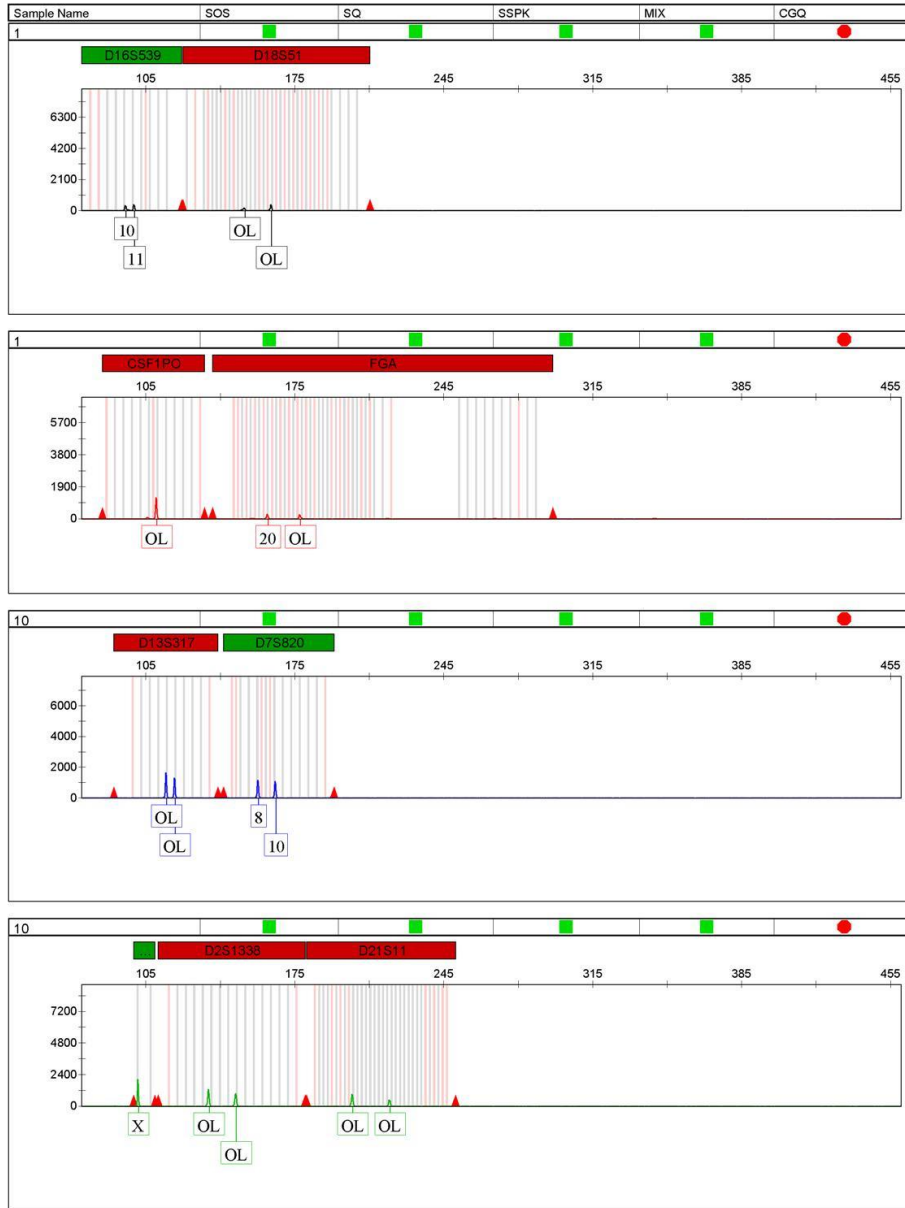 Sample Name SOS SQ SSPK MIX CGQ
1
D16S539 D18S51
105 175 245 315 385 455
6300
4200
2100
0
10 OL
11 OL
1
CSF1PO FGA
105 175 245 315 385 455
5700
3800
1900
0
OL 20 OL
10
D13S317 D7S820
105 175 245 315 385 455
6000
4000
2000
0
OL 8
OL 10
10
... D2S1338 D21S11
105 175 245 315 385 455
7200
4800
2400
0
X OL OL OL
OL